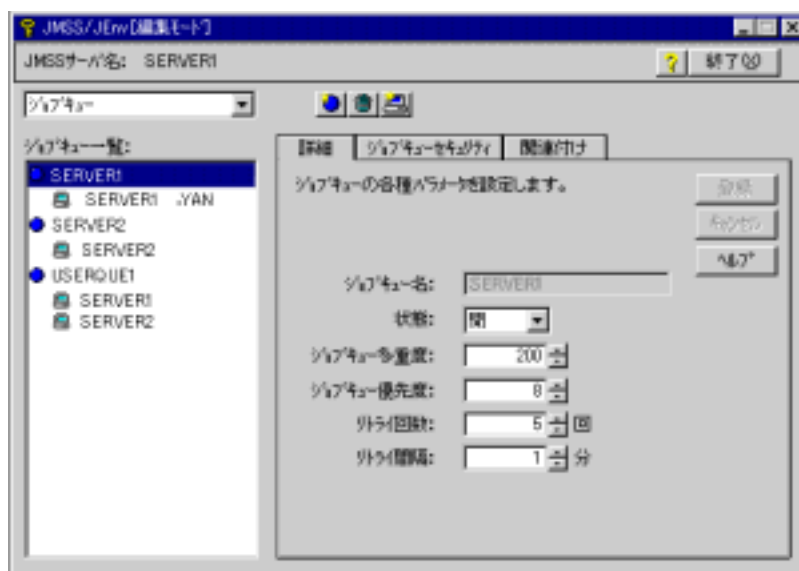 JMSS/JEnv[編集モード]
JMSSサーバ名: SERVER1
終了(X)
ジョブキュー
ジョブキュー一覧:
SERVER1
SERVER1 .YAN
SERVER2
SERVER2
USERQUE1
SERVER1
SERVER2
詳細 ジョブキューセキュリティ 関連付け
ジョブキューの各種パラメータを設定します。
登録
キャンセル
ヘルプ
ジョブキュー名: SERVER1
状態: 開
ジョブキュー多重度: 200
ジョブキュー優先度: 8
リトライ回数: 5 回
リトライ間隔: 1 分